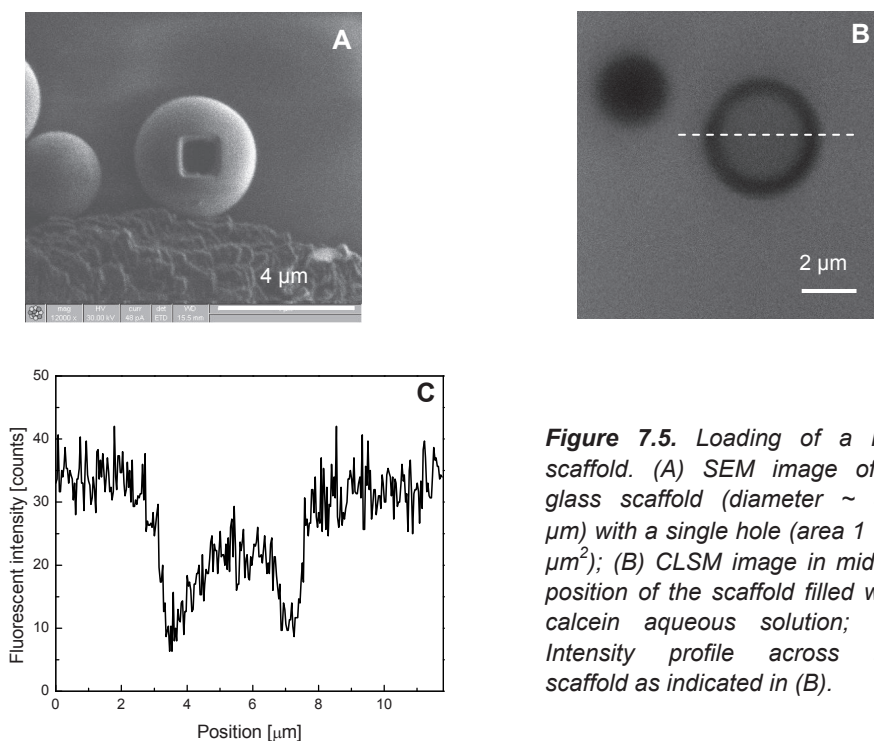 A
4 µm
mag
HV
curr
det
WD
12000 x
30.00 kV
48 pA
ETD
15.5 mm
B
2 µm
C
50
40
30
20
10
0
Fluorescent intensity [counts]
0
2
4
6
8
10
Position [µm]
Figure 7.5. Loading of a
scaffold. (A) SEM image of
glass scaffold (diameter ~
µm) with a single hole (area 1
µm²); (B) CLSM image in mid
position of the scaffold filled
calcein aqueous solution;
Intensity profile across
scaffold as indicated in (B).